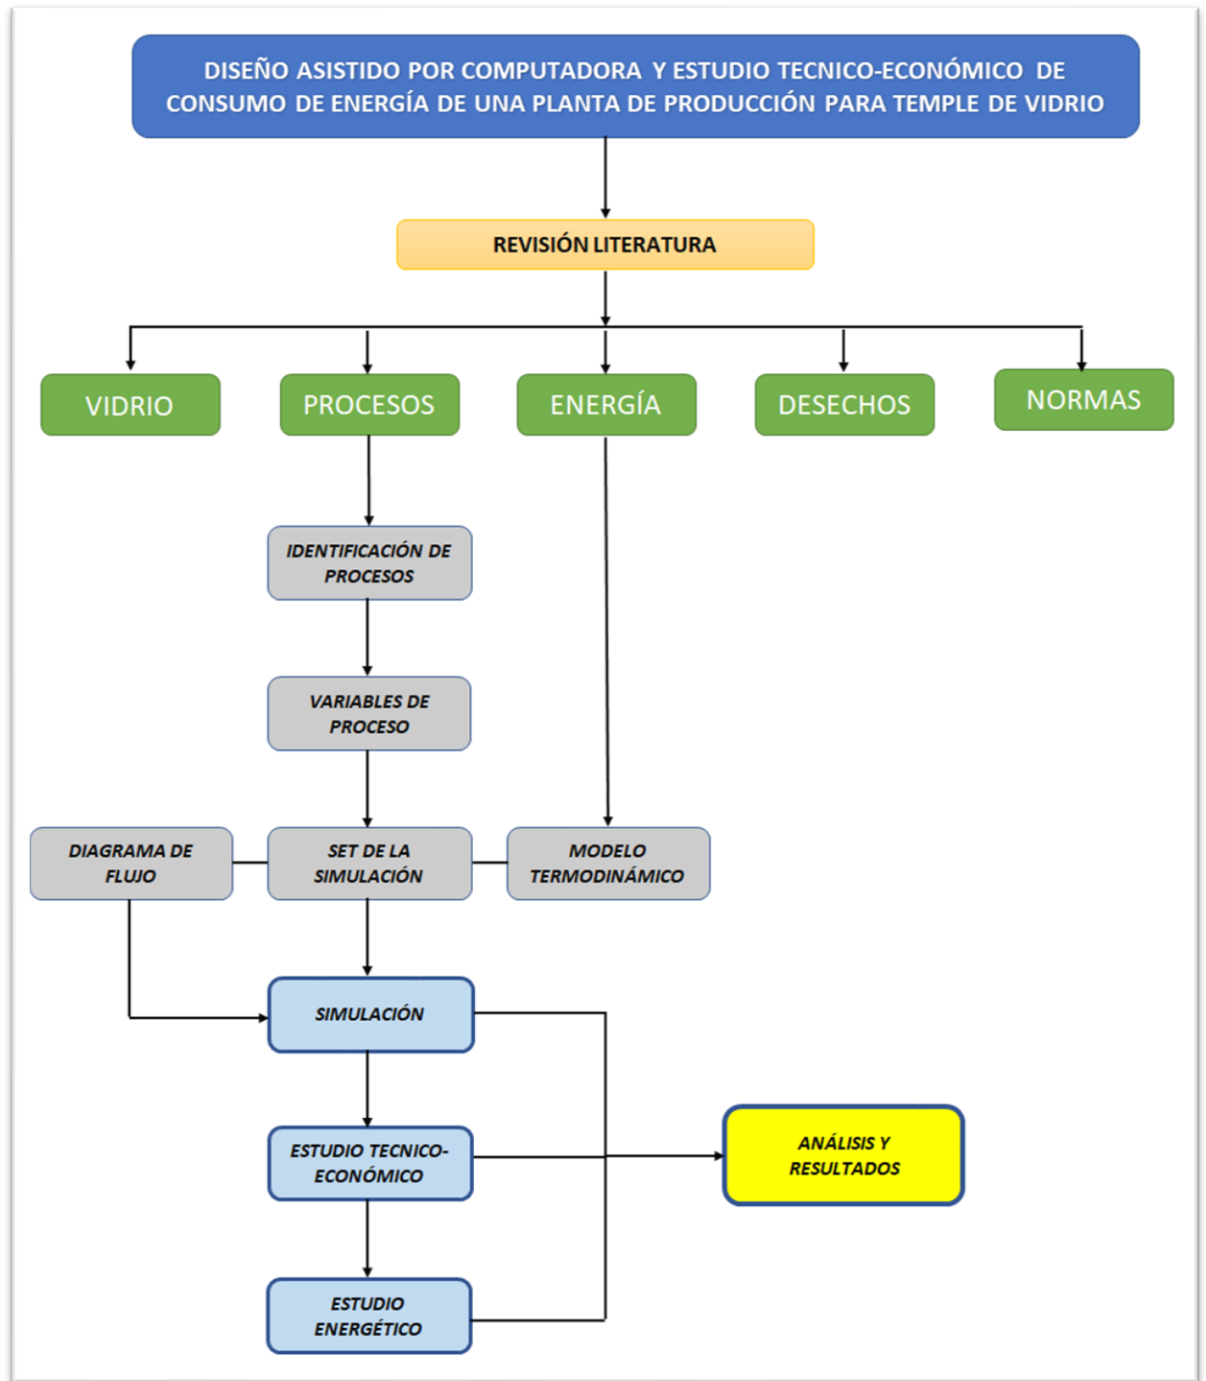 DISEÑO ASISTIDO POR COMPUTADORA Y ESTUDIO TECNICO-ECONÓMICO DE
CONSUMO DE ENERGÍA DE UNA PLANTA DE PRODUCCIÓN PARA TEMPLE DE VIDRIO
REVISIÓN LITERATURA
VIDRIO
PROCESOS
ENERGÍA
DESECHOS
NORMAS
IDENTIFICACIÓN DE
PROCESOS
VARIABLES DE
PROCESO
DIAGRAMA DE
FLUJO
SET DE LA
SIMULACIÓN
MODELO
TERMODINÁMICO
SIMULACIÓN
ESTUDIO TECNICO-
ECONÓMICO
ANÁLISIS Y
RESULTADOS
ESTUDIO
ENERGÉTICO